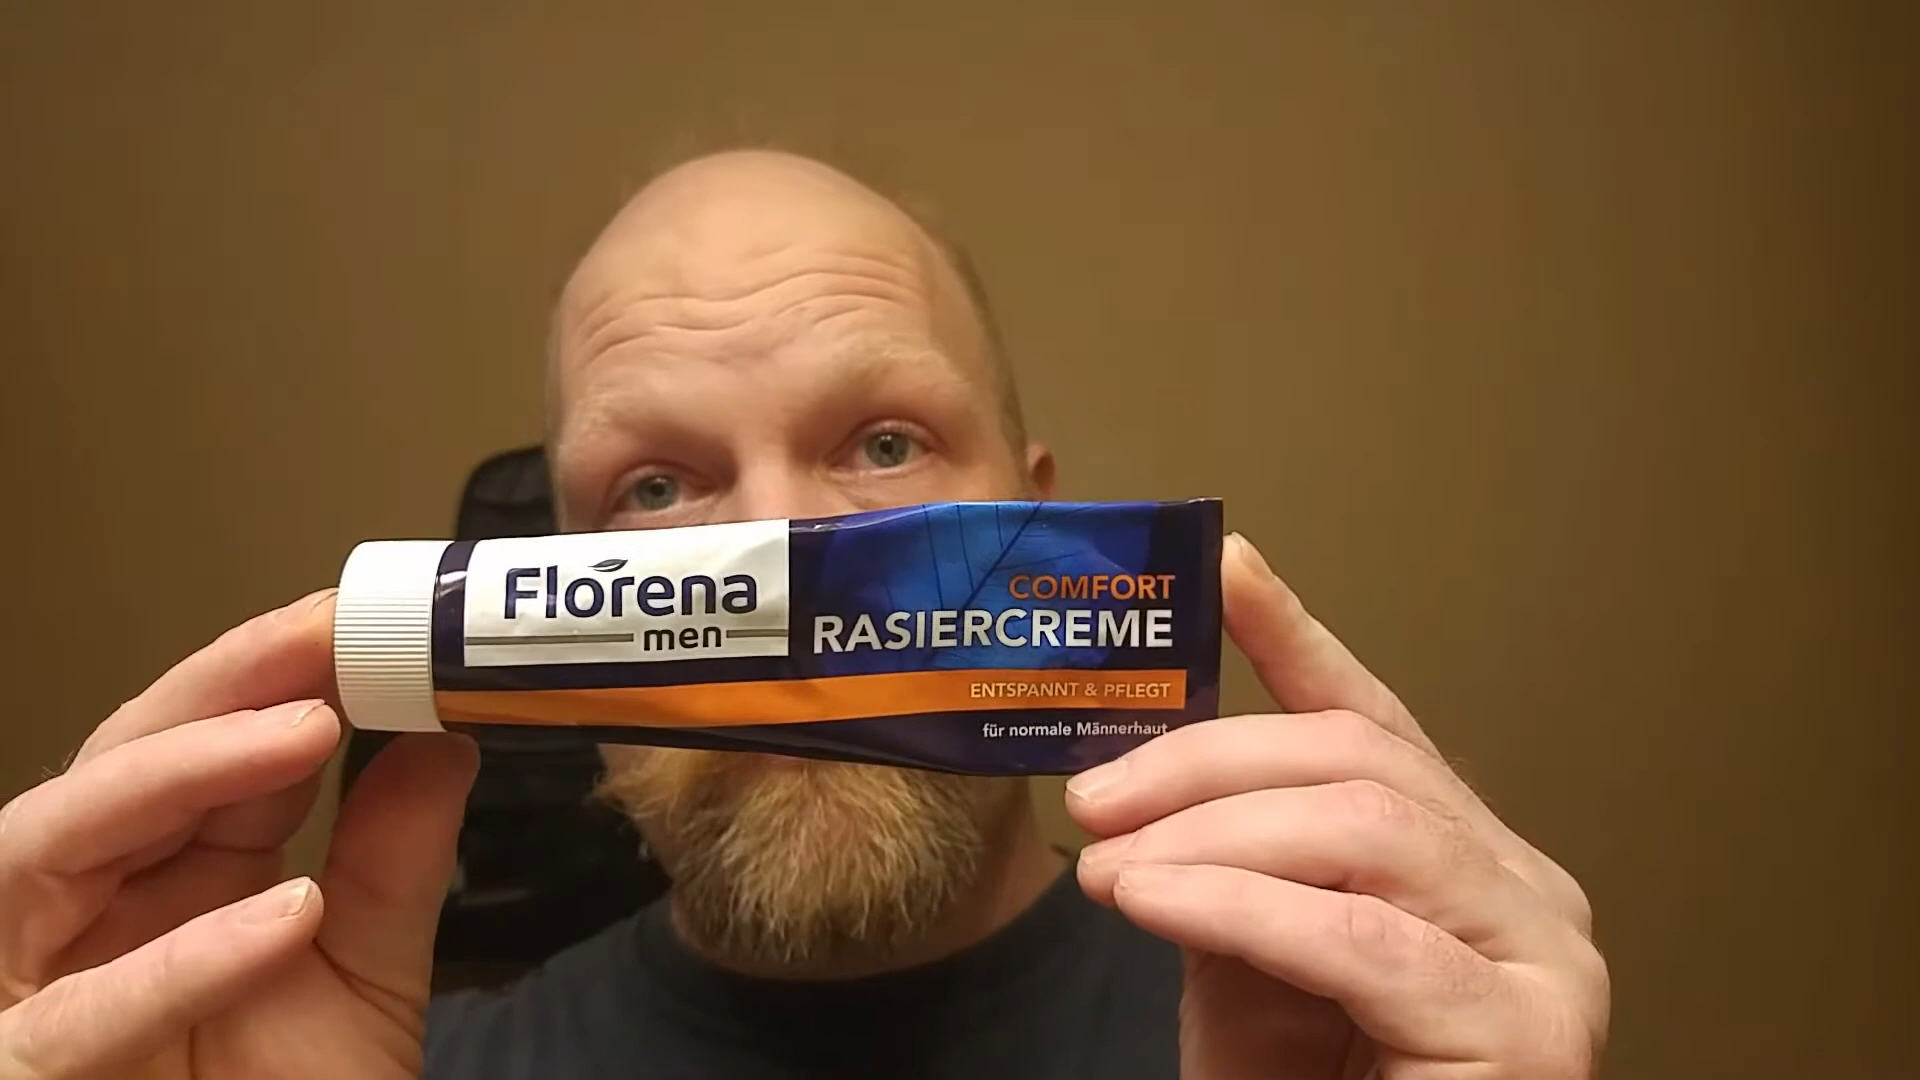 Florena
men
COMFORT
RASIERCREME
ENTSPANNT & PFLEGT
für normale Männerhaut